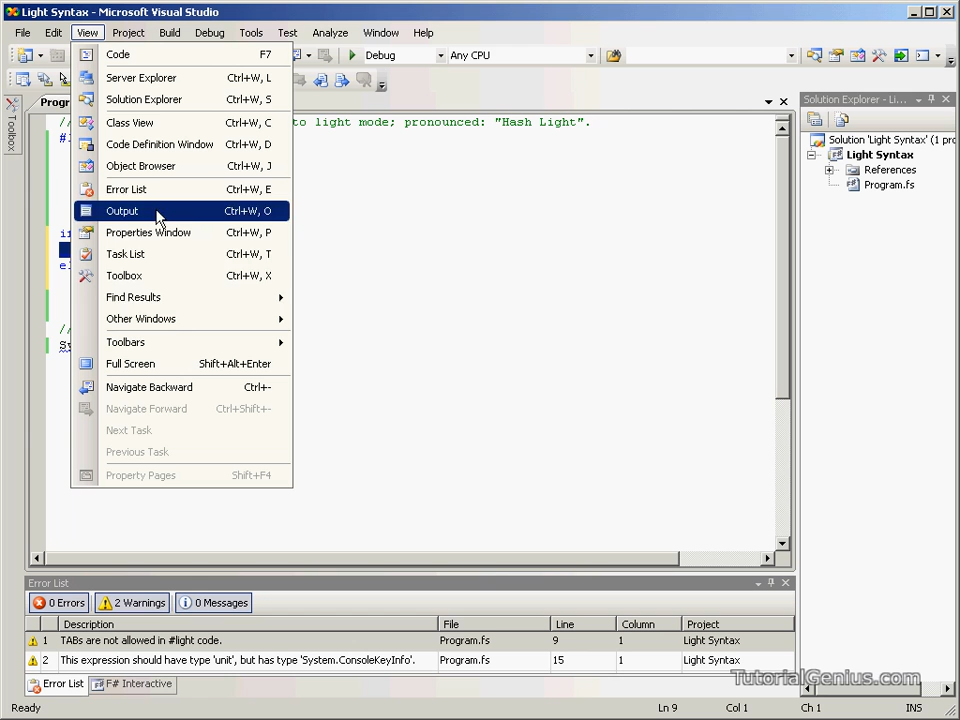 Light Syntax - Microsoft Visual Studio
File Edit View Project Build Debug Tools Test Analyze Window Help
Debug Any CPU
Toolbox
Progr
// to light mode; pronounced: "Hash Light".
Code F7
Server Explorer Ctrl+W, L
Solution Explorer Ctrl+W, S
Class View Ctrl+W, C
Code Definition Window Ctrl+W, D
Object Browser Ctrl+W, J
Error List Ctrl+W, E
Output Ctrl+W, O
Properties Window Ctrl+W, P
Task List Ctrl+W, T
Toolbox Ctrl+W, X
Find Results
Other Windows
Toolbars
Full Screen Shift+Alt+Enter
Navigate Backward Ctrl+-
Navigate Forward Ctrl+Shift+-
Next Task
Previous Task
Property Pages Shift+F4
Solution Explorer - Li...
Solution 'Light Syntax' (1 pro
Light Syntax
References
Program.fs
Error List
0 Errors 2 Warnings 0 Messages
Description File Line Column Project
1 TABs are not allowed in #light code. Program.fs 9 1 Light Syntax
2 This expression should have type 'unit', but has type 'System.ConsoleKeyInfo'. Program.fs 15 1 Light Syntax
Error List F# Interactive
TutorialGenius.com
Ready Ln 9 Col 1 Ch 1 INS